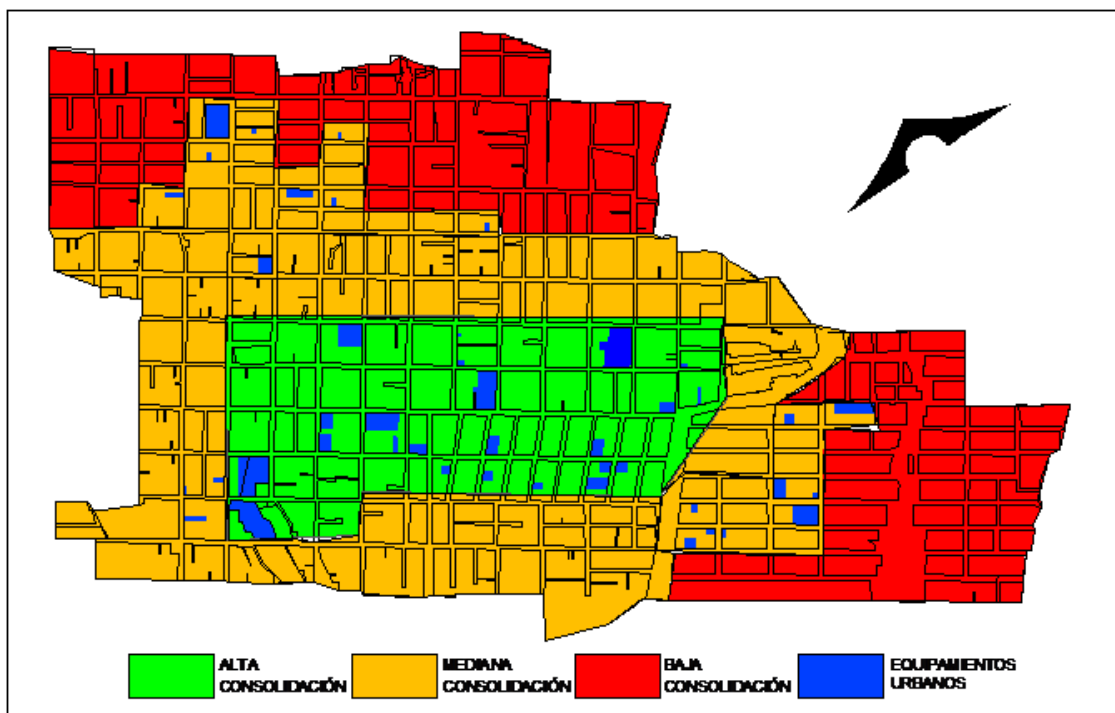 ALTA
CONSOLIDACIÓN
MEDIANA
CONSOLIDACIÓN
BAJA
CONSOLIDACIÓN
EQUIPAMIENTOS
URBANOS